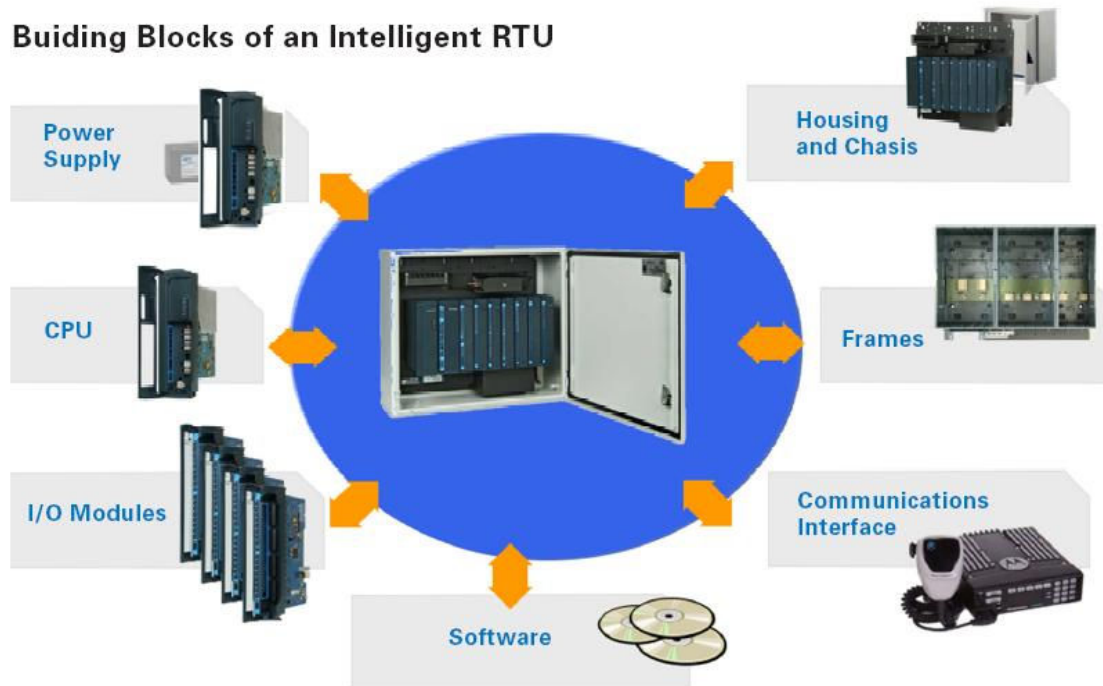 Buiding Blocks of an Intelligent RTU
Power
Supply
Housing
and Chasis
CPU
Frames
I/O Modules
Communications
Interface
Software